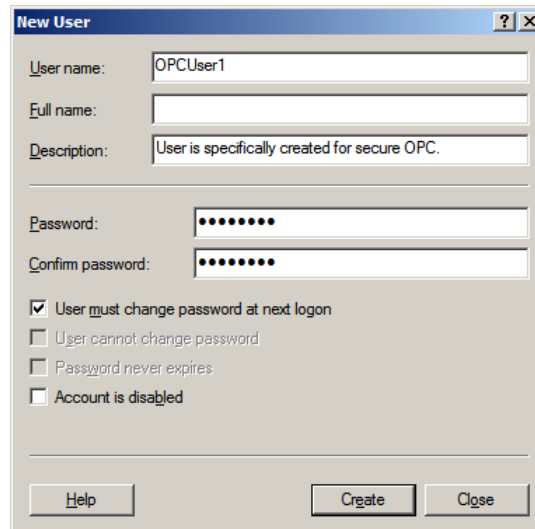 New User
User name: OPCUser1
Full name:
Description: User is specifically created for secure OPC.
Password: ●●●●●●●●
Confirm password: ●●●●●●●●
User must change password at next logon
User cannot change password
Password never expires
Account is disabled
Help Create Close